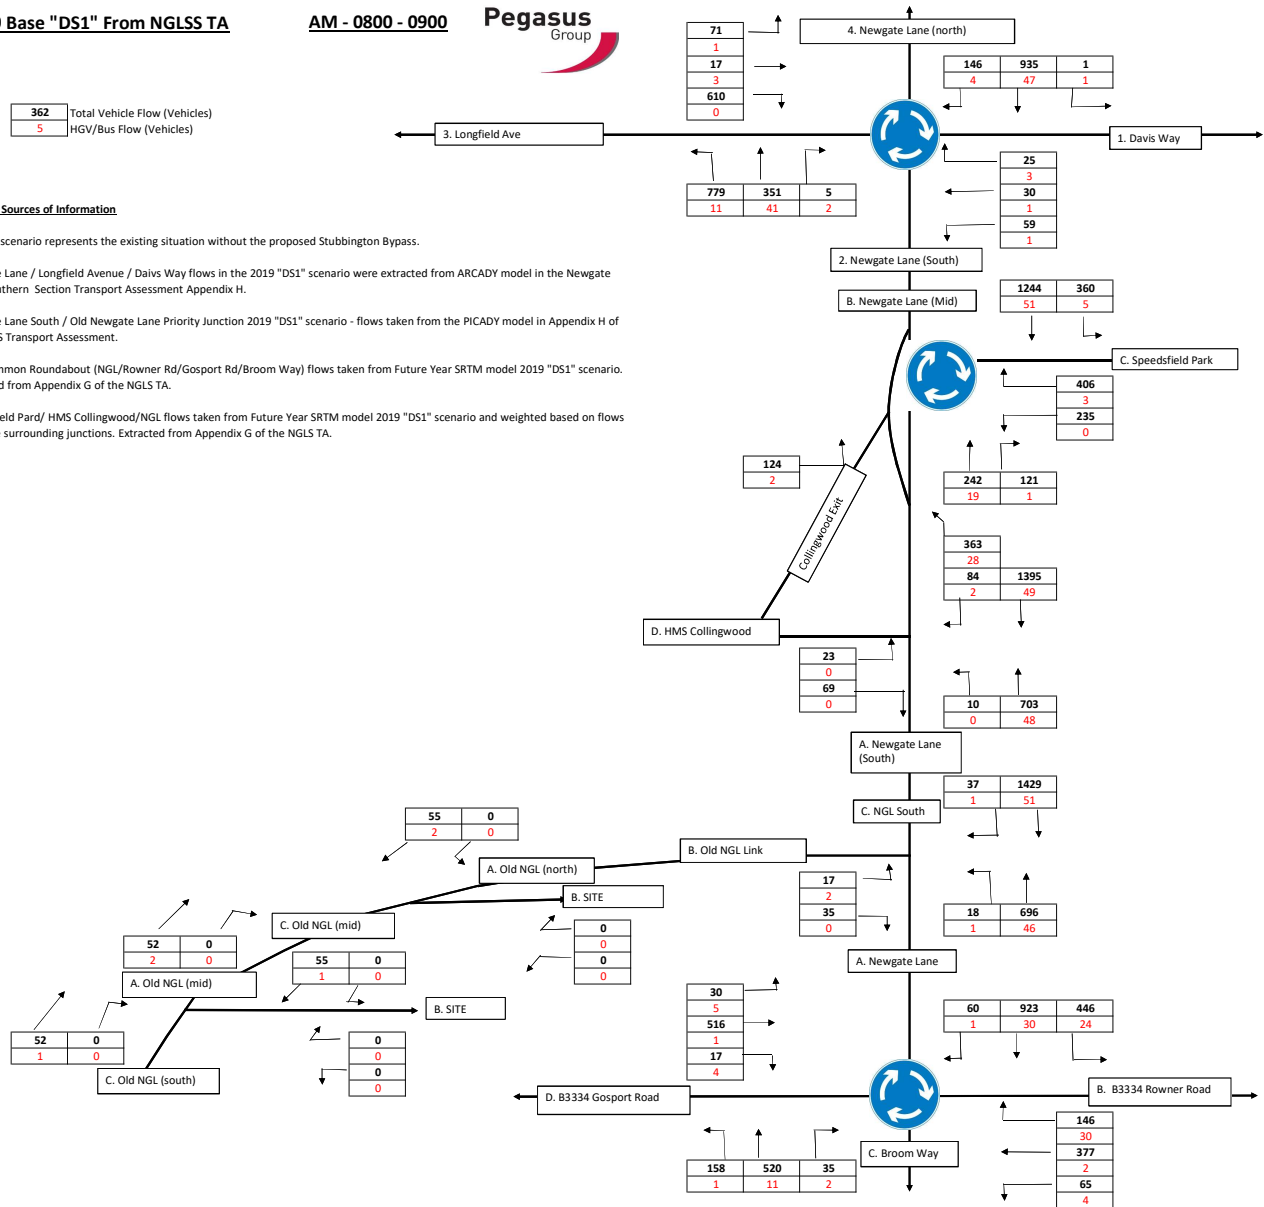 Base "DS1" From NGLSS TA
AM - 0800 - 0900
Pegasus
Group
362 Total Vehicle Flow (Vehicles)
5 HGV/Bus Flow (Vehicles)
Sources of Information
scenario represents the existing situation without the proposed Stubbington Bypass.
Lane / Longfield Avenue / Daivs Way flows in the 2019 "DS1" scenario were extracted from ARCADY model in the Newgate
Section Transport Assessment Appendix H.
Lane South / Old Newgate Lane Priority Junction 2019 "DS1" scenario - flows taken from the PICADY model in Appendix H of
Transport Assessment.
Roundabout (NGL/Rowner Rd/Gosport Rd/Broom Way) flows taken from Future Year SRTM model 2019 "DS1" scenario.
from Appendix G of the NGLS TA.
Pard/ HMS Collingwood/NGL flows taken from Future Year SRTM model 2019 "DS1" scenario and weighted based on flows
surrounding junctions. Extracted from Appendix G of the NGLS TA.
71
1
17
3
610
0
4. Newgate Lane (north)
146 935 1
4 47 1
3. Longfield Ave
1. Davis Way
779 351 5
11 41 2
25
3
30
1
59
1
2. Newgate Lane (South)
B. Newgate Lane (Mid)
1244 360
51 5
C. Speedsfield Park
406
3
235
0
124
2
242 121
19 1
Collingwood Exit
363
28
84 1395
2 49
D. HMS Collingwood
23
0
69
0
10 703
0 48
A. Newgate Lane
(South)
37 1429
1 51
C. NGL South
55 0
2 0
B. Old NGL Link
A. Old NGL (north)
17
2
35
0
18 696
1 46
B. SITE
C. Old NGL (mid)
0
0
0
0
52 0
2 0
A. Old NGL (mid)
55 0
1 0
A. Newgate Lane
B. SITE
30
5
516
1
17
4
60 923 446
1 30 24
52 0
1 0
0
0
0
0
C. Old NGL (south)
D. B3334 Gosport Road
B. B3334 Rowner Road
146
30
377
2
65
4
C. Broom Way
158 520 35
1 11 2